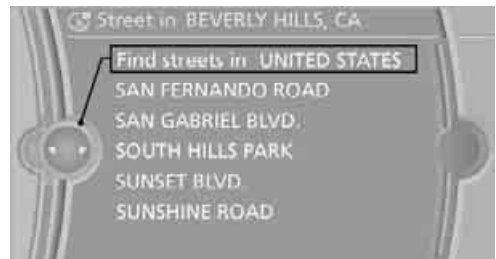 Street in BEVERLY HILLS, CA
Find streets in UNITED STATES
SAN FERNANDO ROAD
SAN GABRIEL BLVD.
SOUTH HILLS PARK
SUNSET BLVD.
SUNSHINE ROAD